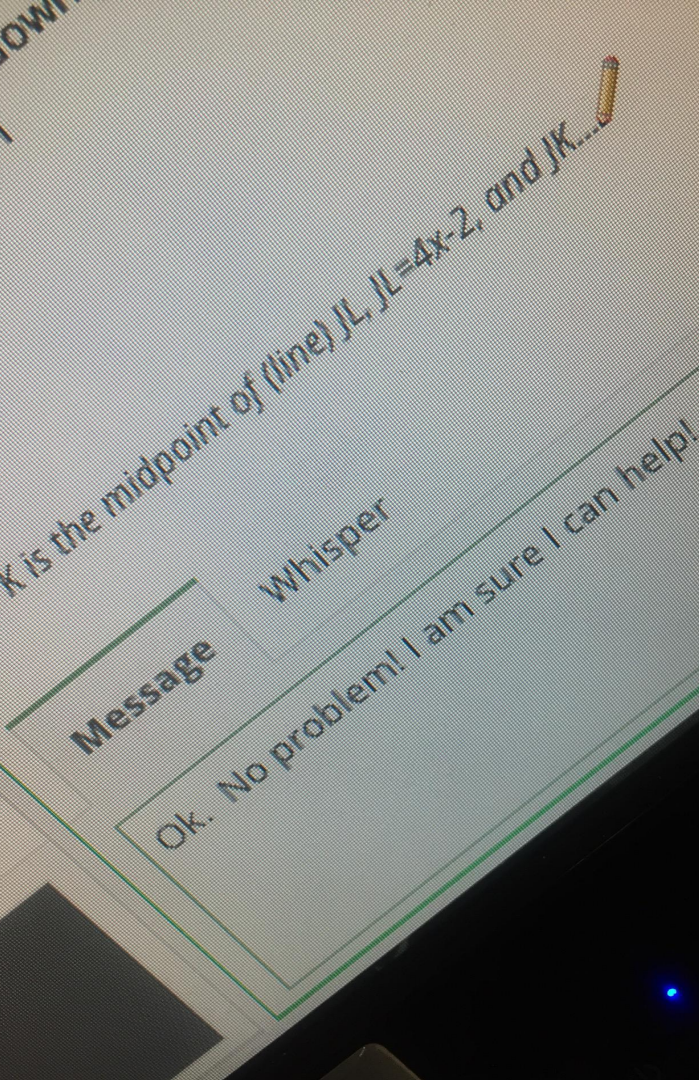 K is the midpoint of (line) JL, JL=4x-2, and JK...
Message
Whisper
Ok. No problem! I am sure I can help!